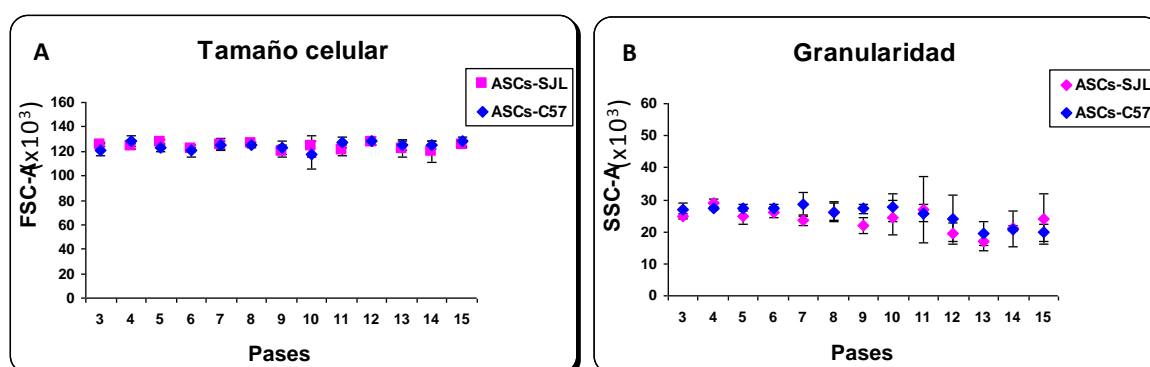 A
Tamaño celular
ASCs-SJL
ASCs-C57
FSC-A (x10³)
160
140
120
100
80
60
40
20
0
3 4 5 6 7 8 9 10 11 12 13 14 15
Pases
B
Granularidad
ASCs-SJL
ASCs-C57
SSC-A (x10³)
60
50
40
30
20
10
0
3 4 5 6 7 8 9 10 11 12 13 14 15
Pases